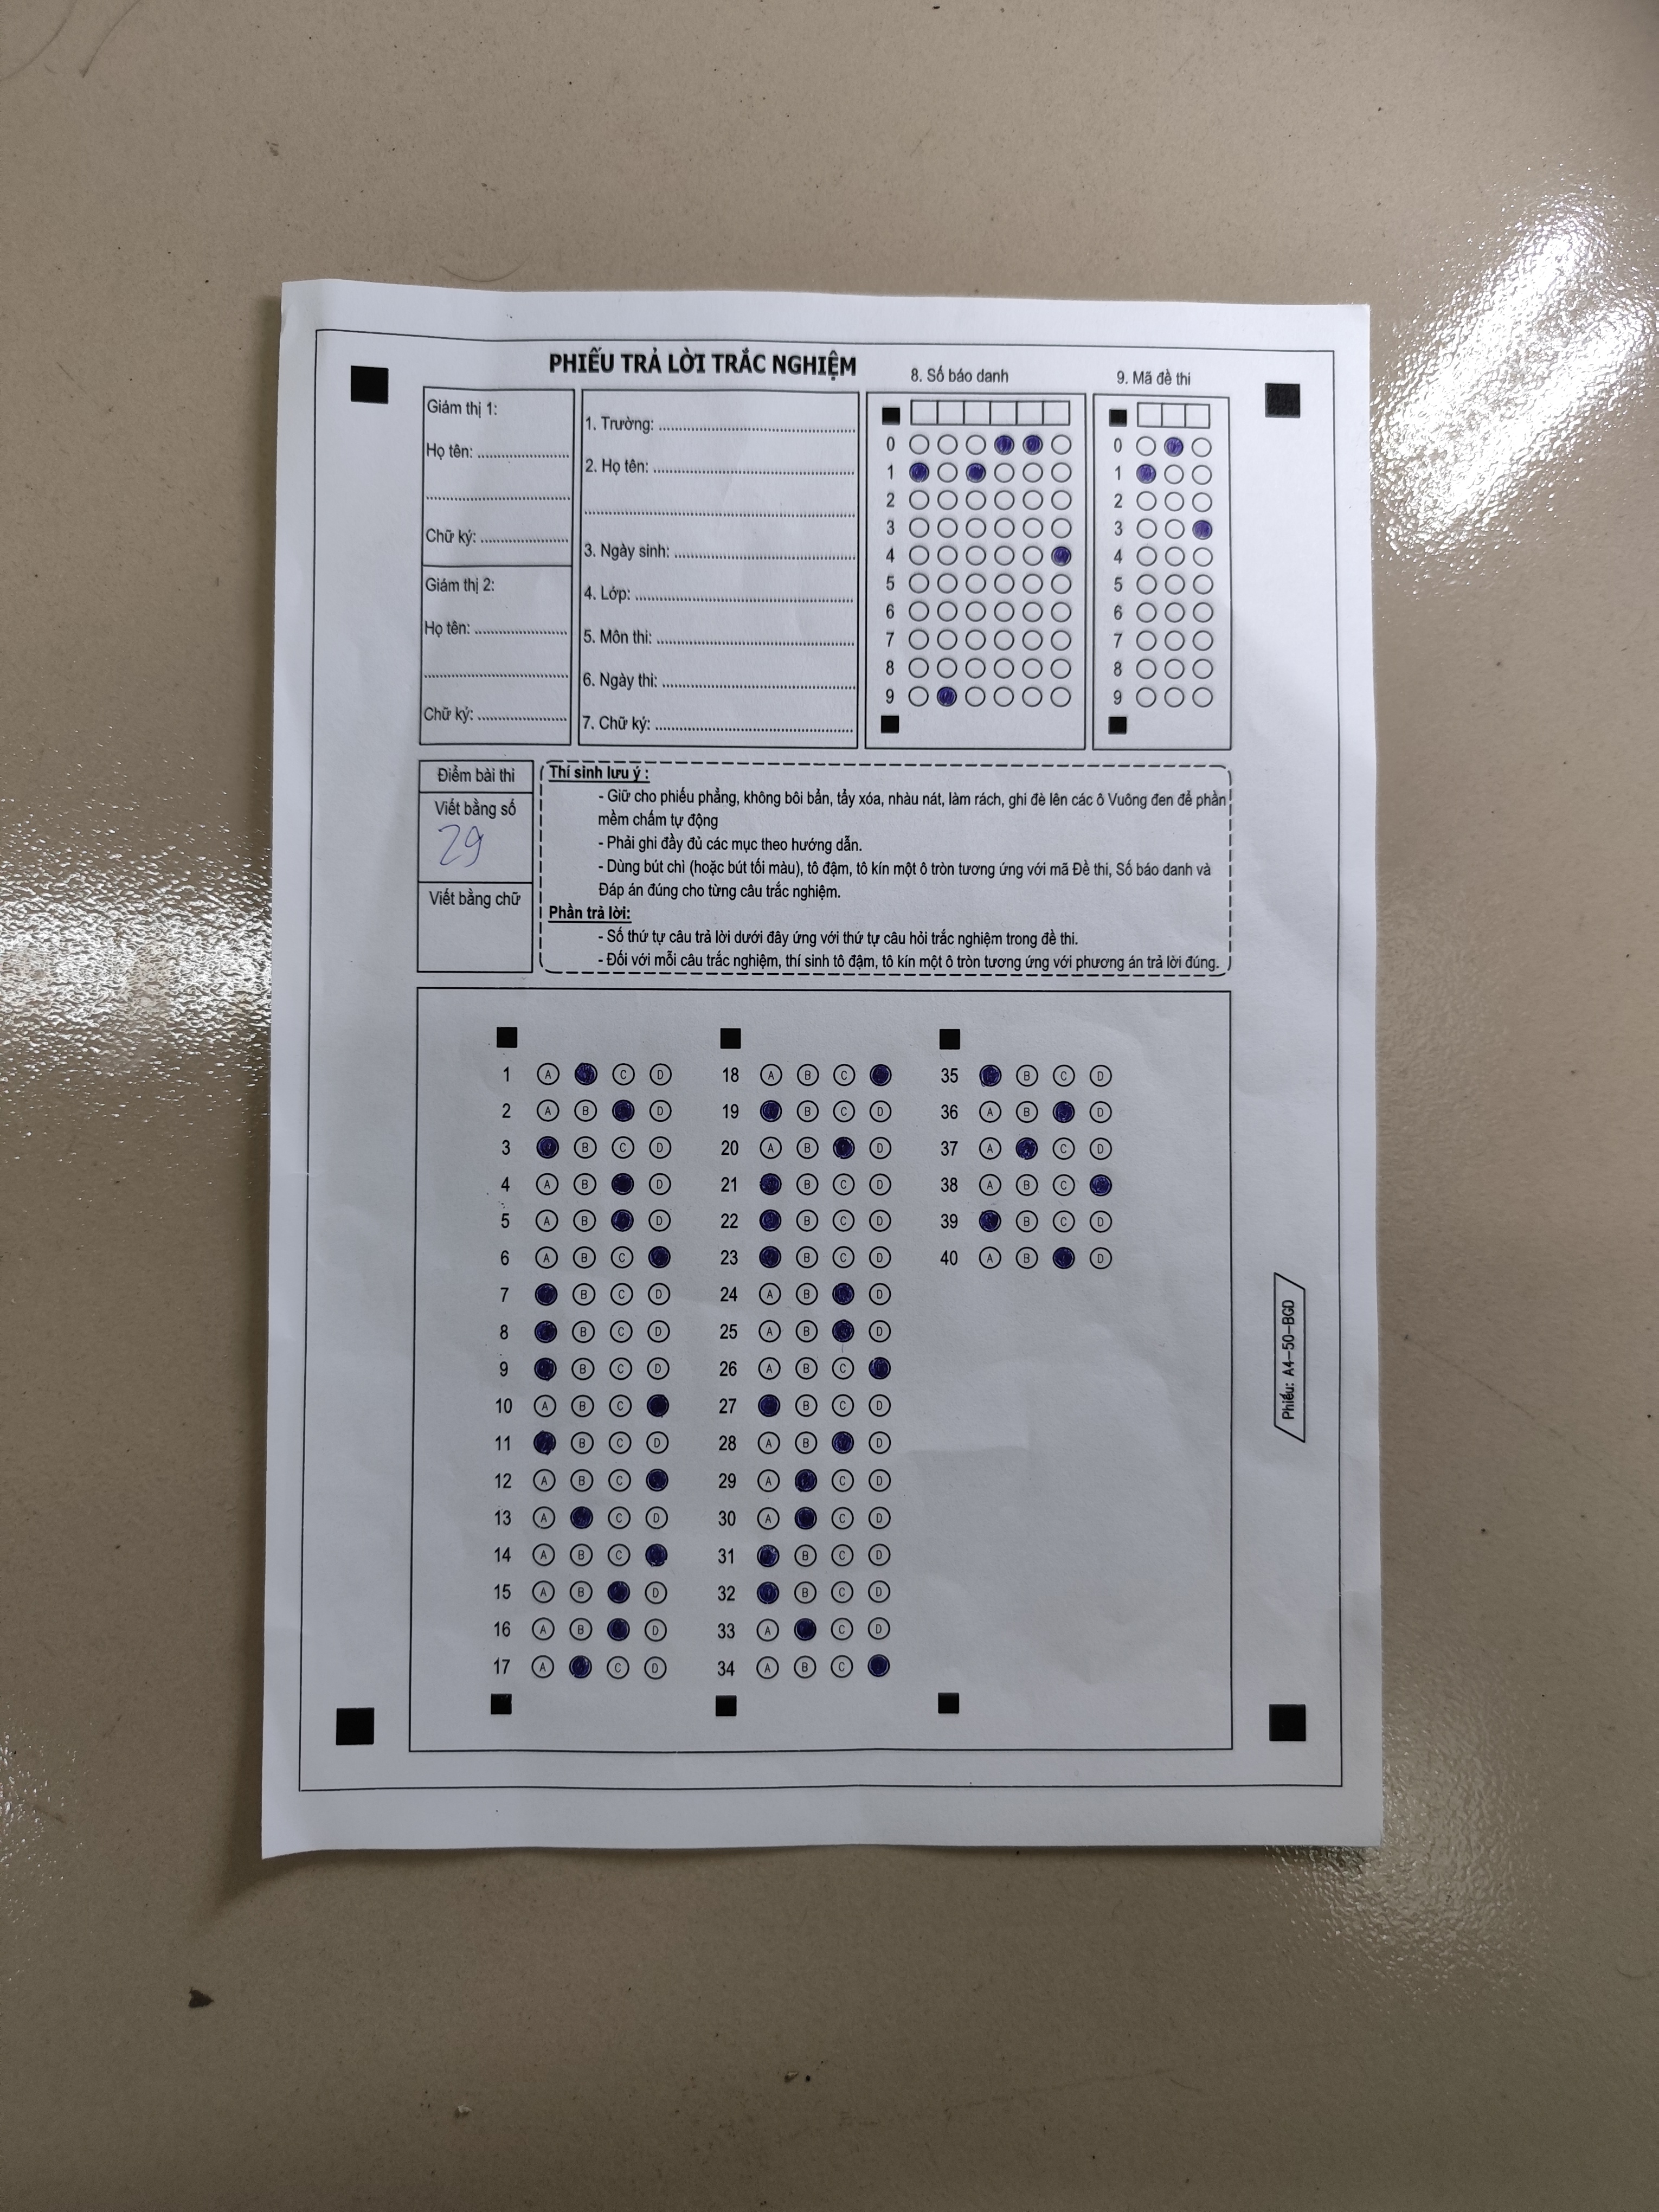 PHIẾU TRẢ LỜI TRẮC NGHIỆM
8. Số báo danh
9. Mã đề thi
Giám thị 1:
Họ tên: ........................
........................
Chữ ký: ........................
Giám thị 2:
Họ tên: ........................
........................
Chữ ký: ........................
1. Trường: ........................
2. Họ tên: ........................
........................
3. Ngày sinh: ........................
4. Lớp: ........................
5. Môn thi: ........................
6. Ngày thi: ........................
7. Chữ ký: ........................
0 0
1 1
2 2
3 3
4 4
5 5
6 6
7 7
8 8
9 9
Điểm bài thi
Viết bằng số
29
Viết bằng chữ
Thí sinh lưu ý :
- Giữ cho phiếu phẳng, không bôi bẩn, tẩy xóa, nhàu nát, làm rách, ghi đè lên các ô Vuông đen để phần
mềm chấm tự động
- Phải ghi đầy đủ các mục theo hướng dẫn.
- Dùng bút chì (hoặc bút tối màu), tô đậm, tô kín một ô tròn tương ứng với mã Đề thi, Số báo danh và
Đáp án đúng cho từng câu trắc nghiệm.
Phần trả lời:
- Số thứ tự câu trả lời dưới đây ứng với thứ tự câu hỏi trắc nghiệm trong đề thi.
- Đối với mỗi câu trắc nghiệm, thí sinh tô đậm, tô kín một ô tròn tương ứng với phương án trả lời đúng.
1 A C D
2 A B D
3 B C D
4 A B D
5 A B D
6 A B C
7 B C D
8 B C D
9 B C D
10 A B C
11 B C D
12 A B C
13 A C D
14 A B C
15 A B D
16 A B D
17 A C D
18 A B C
19 B C D
20 A B D
21 B C D
22 B C D
23 B C D
24 A B D
25 A B D
26 A B C
27 B C D
28 A B D
29 A C D
30 A C D
31 B C D
32 B C D
33 A C D
34 A B C
35 B C D
36 A B D
37 A C D
38 A B C
39 B C D
40 A B D
Phiếu: A4-50-BGD